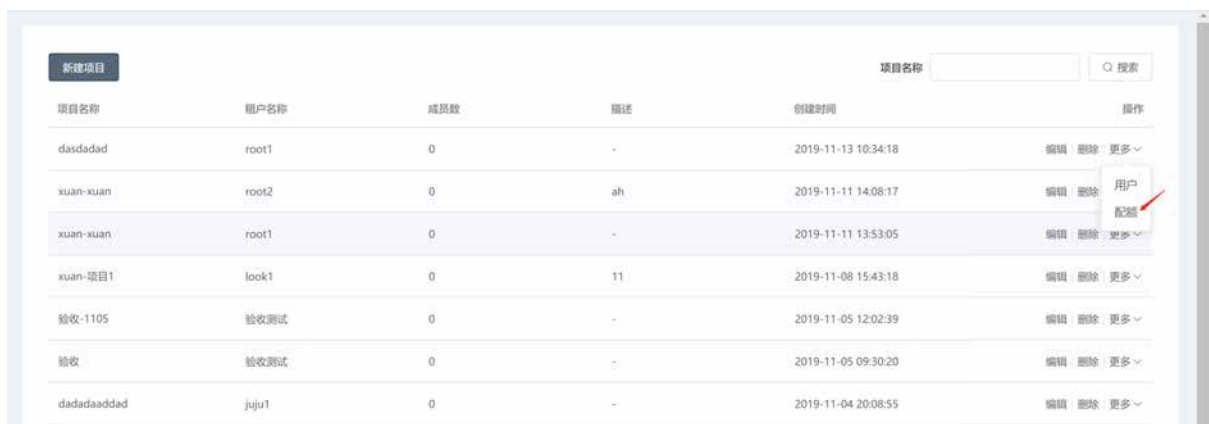 新建项目 项目名称 搜索
项目名称 租户名称 成员数 描述 创建时间 操作
dasdadad root1 0 - 2019-11-13 10:34:18 编辑 删除 更多
xuan-xuan root2 0 ah 2019-11-11 14:08:17 编辑 删除 用户
配额
xuan-xuan root1 0 - 2019-11-11 13:53:05 编辑 删除 更多
xuan-项目1 look1 0 11 2019-11-08 15:43:18 编辑 删除 更多
验收-1105 验收测试 0 - 2019-11-05 12:02:39 编辑 删除 更多
验收 验收测试 0 - 2019-11-05 09:30:20 编辑 删除 更多
dadadaaddad juju1 0 - 2019-11-04 20:08:55 编辑 删除 更多